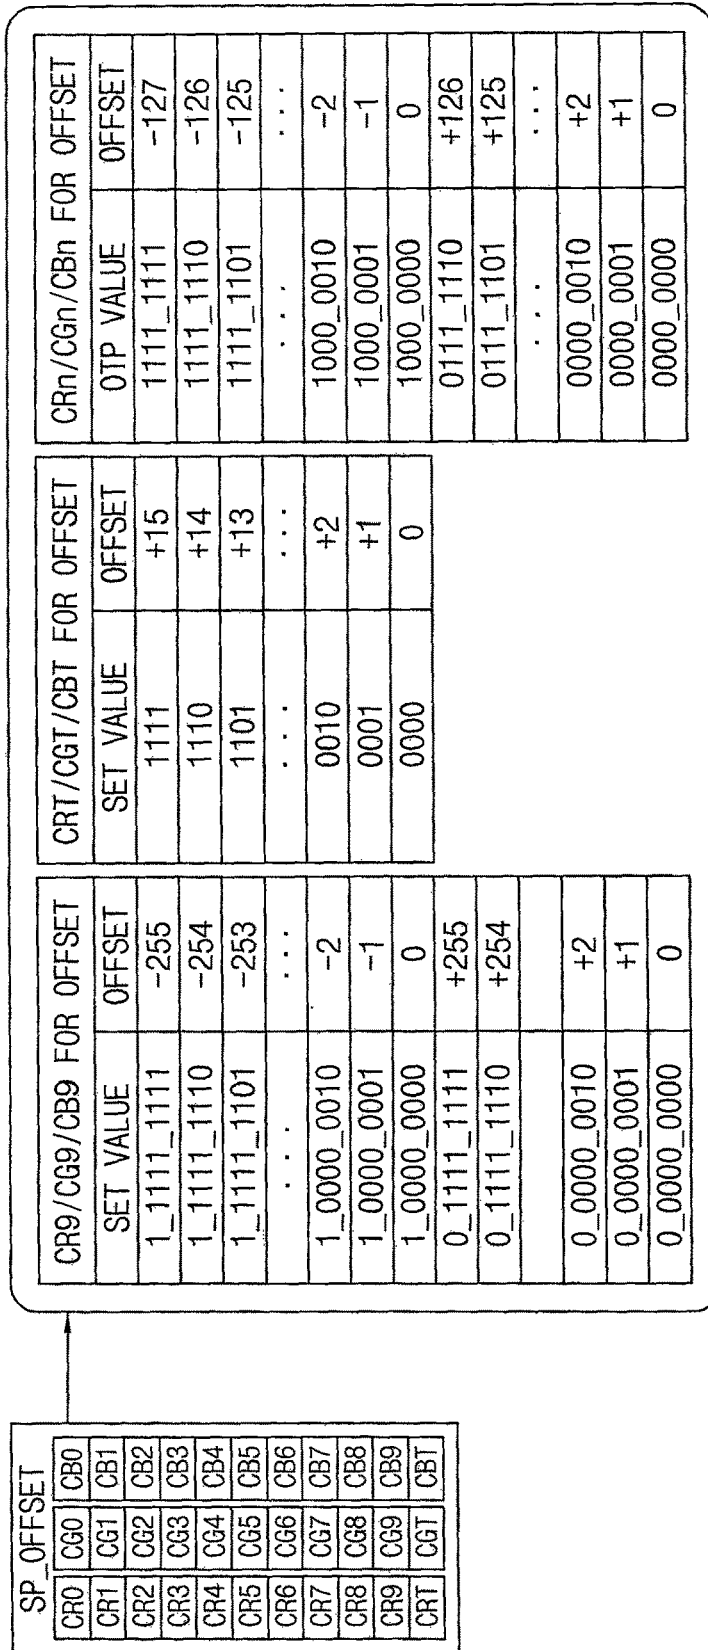 SP_OFFSET
CR0 CG0 CB0
CR1 CG1 CB1
CR2 CG2 CB2
CR3 CG3 CB3
CR4 CG4 CB4
CR5 CG5 CB5
CR6 CG6 CB6
CR7 CG7 CB7
CR8 CG8 CB8
CR9 CG9 CB9
CRT CGT CBT
CR9/CG9/CB9 FOR OFFSET
SET VALUE OFFSET
1_1111_1111 -255
1_1111_1110 -254
1_1111_1101 -253
... ...
1_0000_0010 -2
1_0000_0001 -1
1_0000_0000 0
0_1111_1111 +255
0_1111_1110 +254
0_0000_0010 +2
0_0000_0001 +1
0_0000_0000 0
CRT/CGT/CBT FOR OFFSET
SET VALUE OFFSET
1111 +15
1110 +14
1101 +13
... ...
0010 +2
0001 +1
0000 0
CRn/CGn/CBn FOR OFFSET
OTP VALUE OFFSET
1111_1111 -127
1111_1110 -126
1111_1101 -125
... ...
1000_0010 -2
1000_0001 -1
1000_0000 0
0111_1110 +126
0111_1101 +125
... ...
0000_0010 +2
0000_0001 +1
0000_0000 0